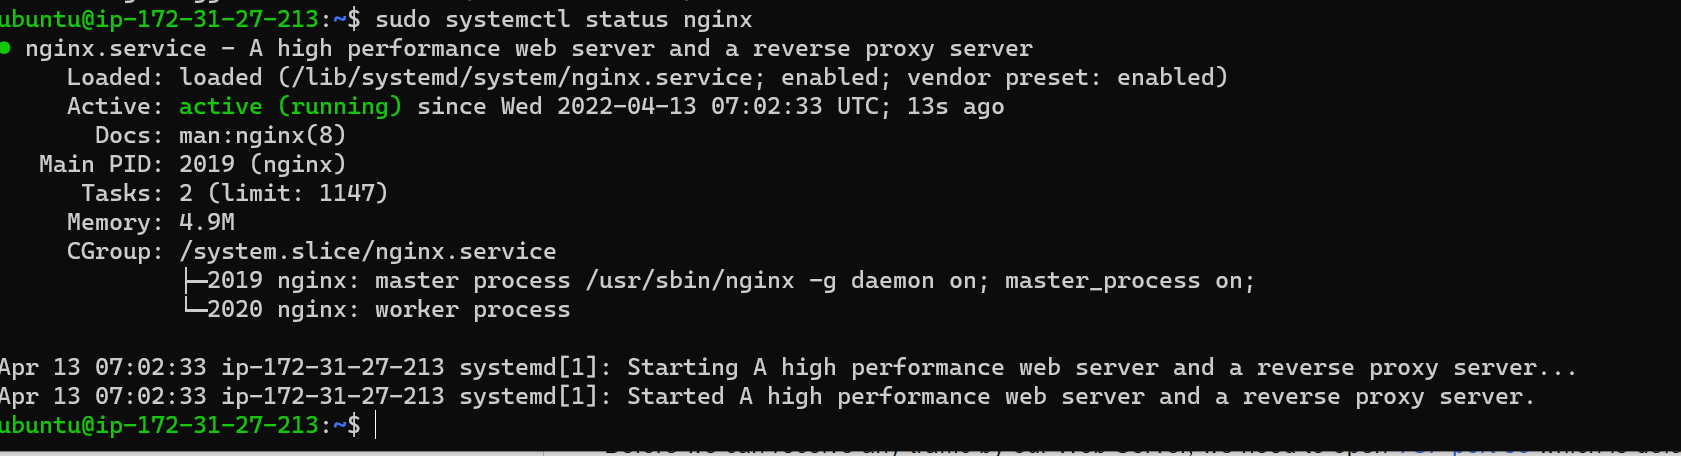 ubuntu@ip-172-31-27-213:~$ sudo systemctl status nginx
● nginx.service - A high performance web server and a reverse proxy server
     Loaded: loaded (/lib/systemd/system/nginx.service; enabled; vendor preset: enabled)
     Active: active (running) since Wed 2022-04-13 07:02:33 UTC; 13s ago
       Docs: man:nginx(8)
   Main PID: 2019 (nginx)
      Tasks: 2 (limit: 1147)
     Memory: 4.9M
     CGroup: /system.slice/nginx.service
             ├─2019 nginx: master process /usr/sbin/nginx -g daemon on; master_process on;
             └─2020 nginx: worker process
Apr 13 07:02:33 ip-172-31-27-213 systemd[1]: Starting A high performance web server and a reverse proxy server...
Apr 13 07:02:33 ip-172-31-27-213 systemd[1]: Started A high performance web server and a reverse proxy server.
ubuntu@ip-172-31-27-213:~$